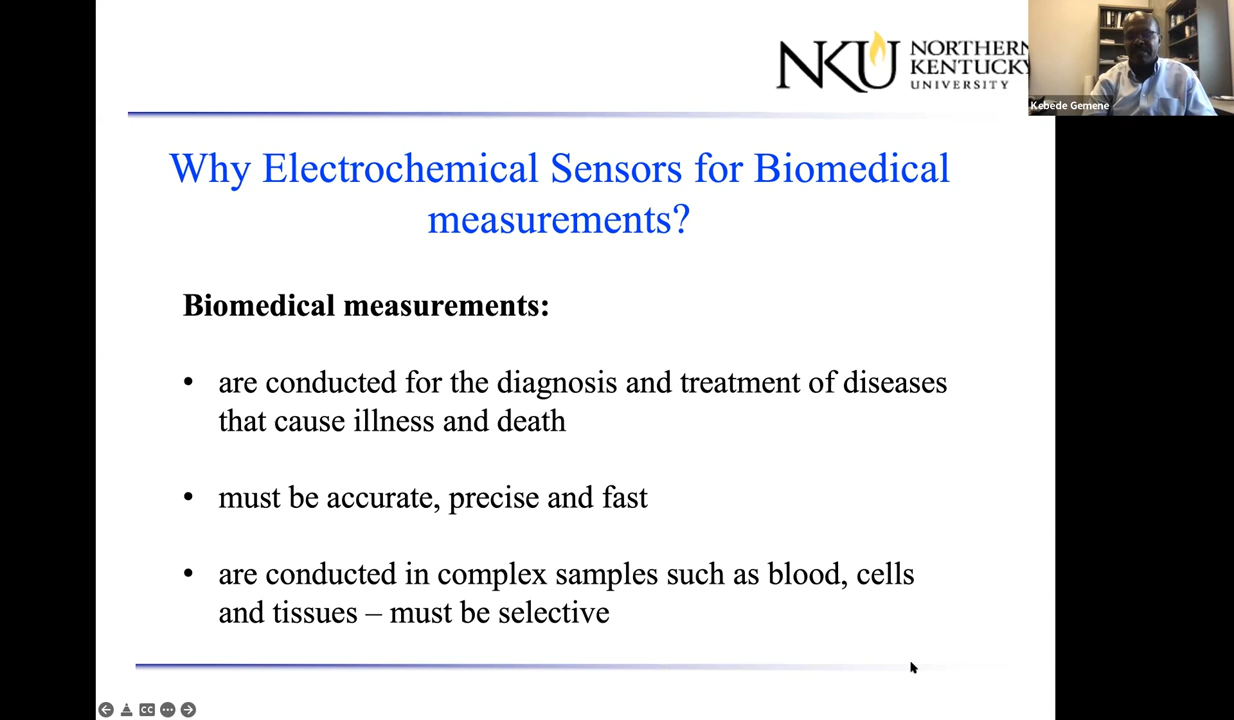 NKU NORTHERN
KENTUCKY
UNIVERSITY
Kebede Gemene
Why Electrochemical Sensors for Biomedical
measurements?
Biomedical measurements:
• are conducted for the diagnosis and treatment of diseases
that cause illness and death
• must be accurate, precise and fast
• are conducted in complex samples such as blood, cells
and tissues – must be selective
CC